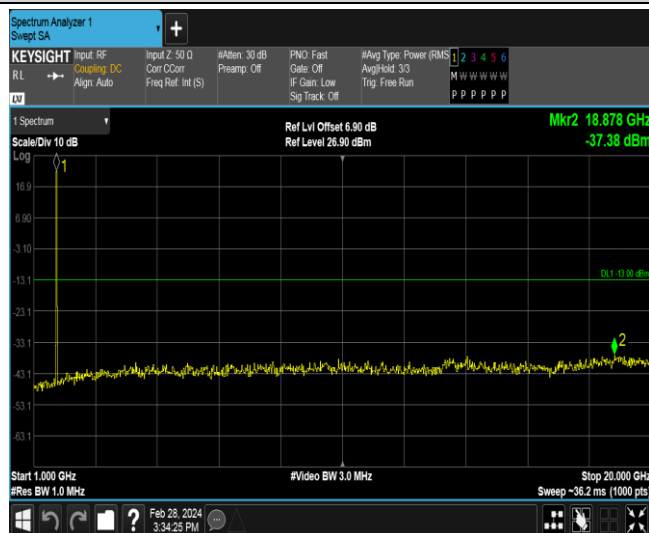 Spectrum Analyzer 1
Swept SA
+
KEYSIGHT
RL
LXI
Input: RF
Coupling: DC
Align: Auto
Input Z: 50 Ω
Corr CCorr
Freq Ref: Int (S)
#Atten: 30 dB
Preamp: Off
PNO: Fast
Gate: Off
IF Gain: Low
Sig Track: Off
#Avg Type: Power (RMS
Avg|Hold: 3/3
Trig: Free Run
1 2 3 4 5 6
M W W W W W
P P P P P P
1 Spectrum
Scale/Div 10 dB
Log
Ref Lvl Offset 6.90 dB
Ref Level 26.90 dBm
Mkr2 18.878 GHz
-37.38 dBm
1
16.9
6.90
-3.10
-13.1
DL1 -13.00 dBm
-23.1
-33.1
2
-43.1
-53.1
-63.1
Start 1.000 GHz
#Res BW 1.0 MHz
#Video BW 3.0 MHz
Stop 20.000 GHz
Sweep ~36.2 ms (1000 pts)
?
Feb 28, 2024
3:34:25 PM